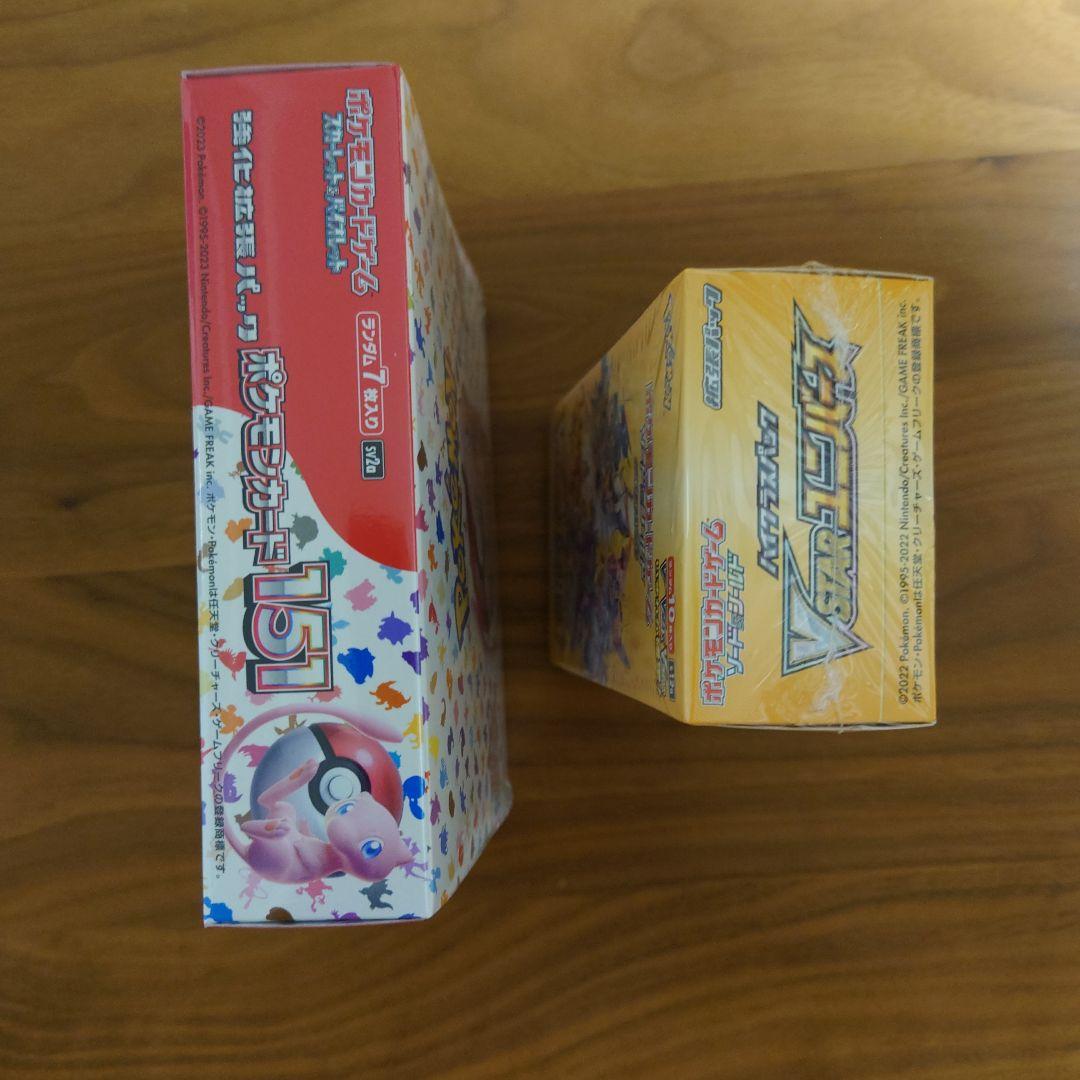 ポケモンカードゲーム
スカーレット&バイオレット
ランダム7枚入り
SV2a
強化拡張パック
ポケモンカード151
©2023 Pokémon. ©1995-2023 Nintendo/Creatures Inc./GAME FREAK inc. ポケモン・Pokémonは任天堂・クリーチャーズ・ゲームフリークの登録商標です。
拡張パック
ハイクラスパック
VSTARユニバース
ポケモンカードゲーム
ソード&シールド
©2022 Pokémon. ©1995-2022 Nintendo/Creatures Inc./GAME FREAK inc.
ポケモン・Pokémonは任天堂・クリーチャーズ・ゲームフリークの登録商標です。